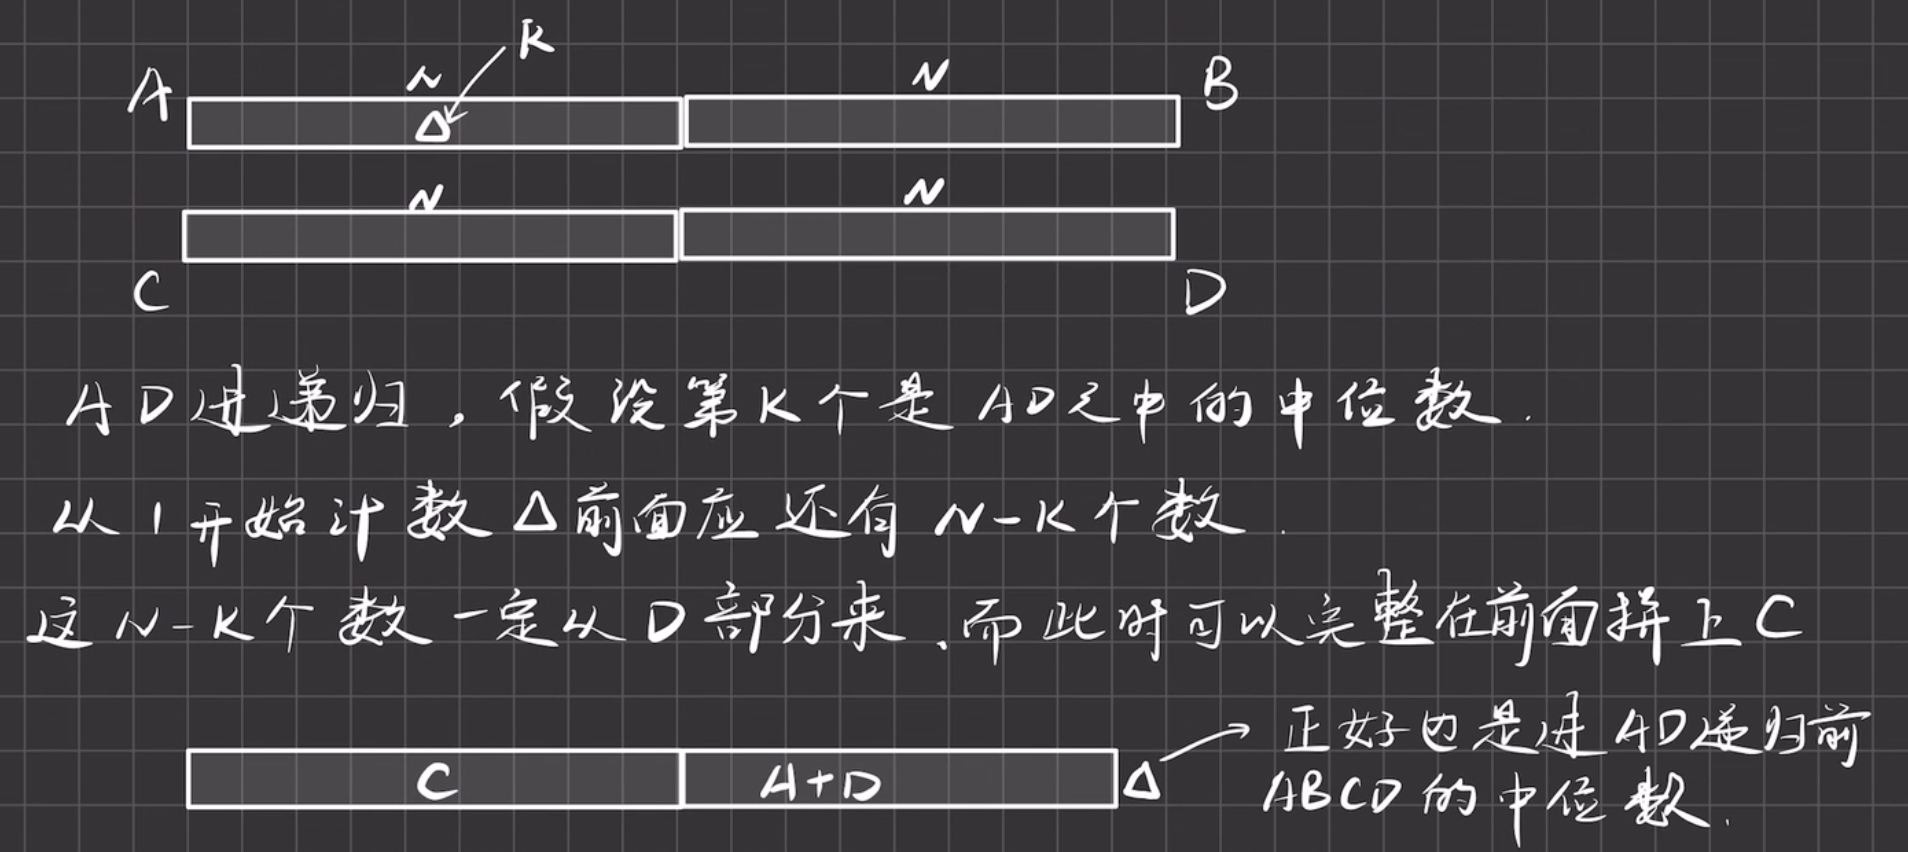 K
A N N B
△
N N
C D
AD进递归，假设第K个是AD之中的中位数.
从1开始计数△前面应还有N-K个数.
这N-K个数一定从D部分来、而此时可以完整在前面拼上C
C A+D △ 正好也是进AD递归前
ABCD的中位数.